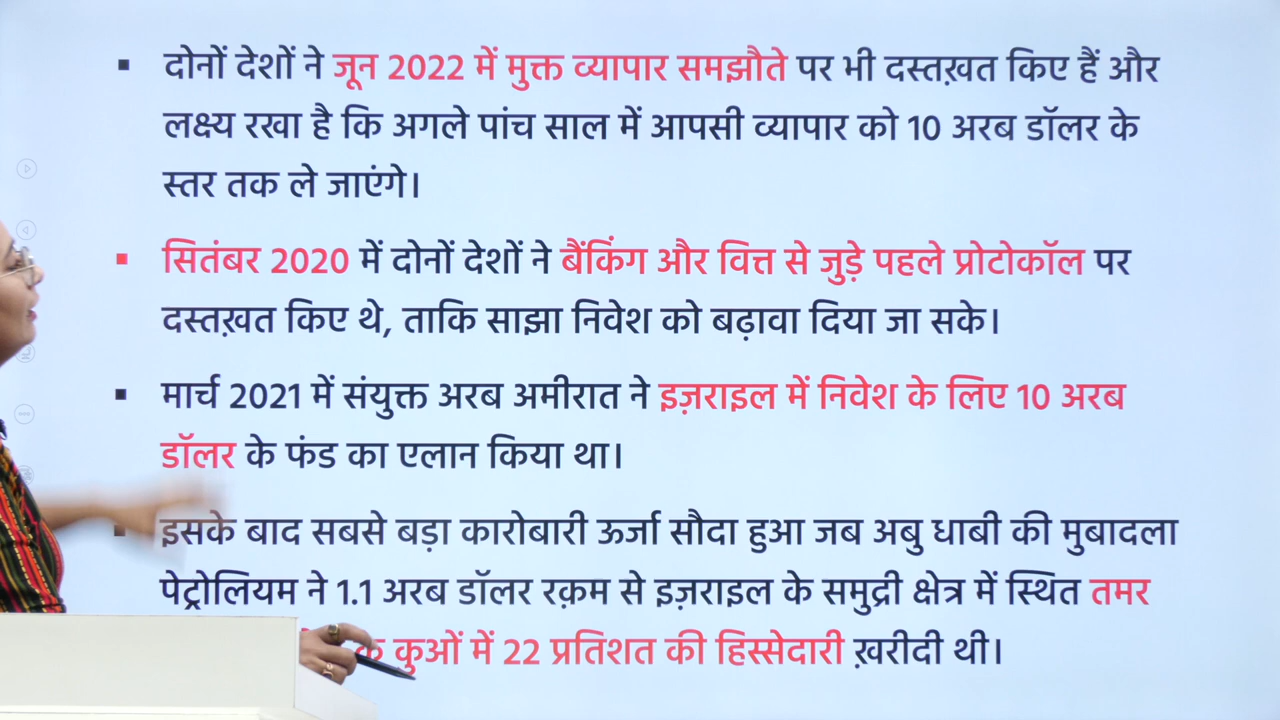 दोनों देशों ने जून 2022 में मुक्त व्यापार समझौते पर भी दस्तख़त किए हैं और
लक्ष्य रखा है कि अगले पांच साल में आपसी व्यापार को 10 अरब डॉलर के
स्तर तक ले जाएंगे।
सितंबर 2020 में दोनों देशों ने बैंकिंग और वित्त से जुड़े पहले प्रोटोकॉल पर
दस्तख़त किए थे, ताकि साझा निवेश को बढ़ावा दिया जा सके।
मार्च 2021 में संयुक्त अरब अमीरात ने इज़राइल में निवेश के लिए 10 अरब
डॉलर के फंड का एलान किया था।
इसके बाद सबसे बड़ा कारोबारी ऊर्जा सौदा हुआ जब अबु धाबी की मुबादला
पेट्रोलियम ने 1.1 अरब डॉलर रक़म से इज़राइल के समुद्री क्षेत्र में स्थित तमर
कुओं में 22 प्रतिशत की हिस्सेदारी ख़रीदी थी।